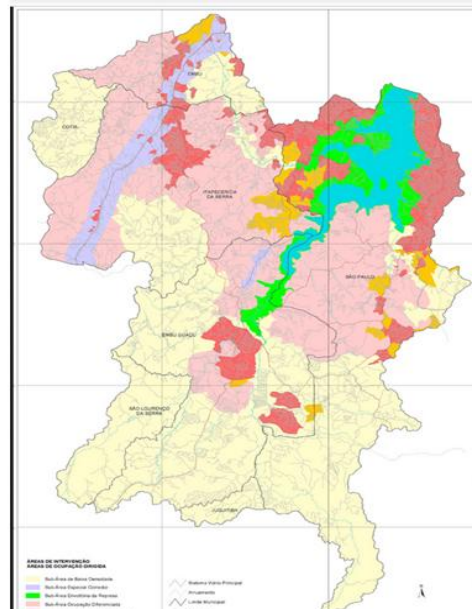 EMBU
COTIA
ITAPECERICA
DA SERRA
SÃO PAULO
EMBU GUAÇU
SÃO LOURENÇO
DA SERRA
JUQUITIBA
ÁREAS DE INTERVENÇÃO
ÁREAS DE OCUPAÇÃO DIRIGIDA
Sub-Área de Baixa Densidade
Sub-Área Especial Corredor
Sub-Área Envoltória da Represa
Sub-Área Ocupação Diferenciada
Sistema Viário Principal
Arruamento
Limite Municipal
N